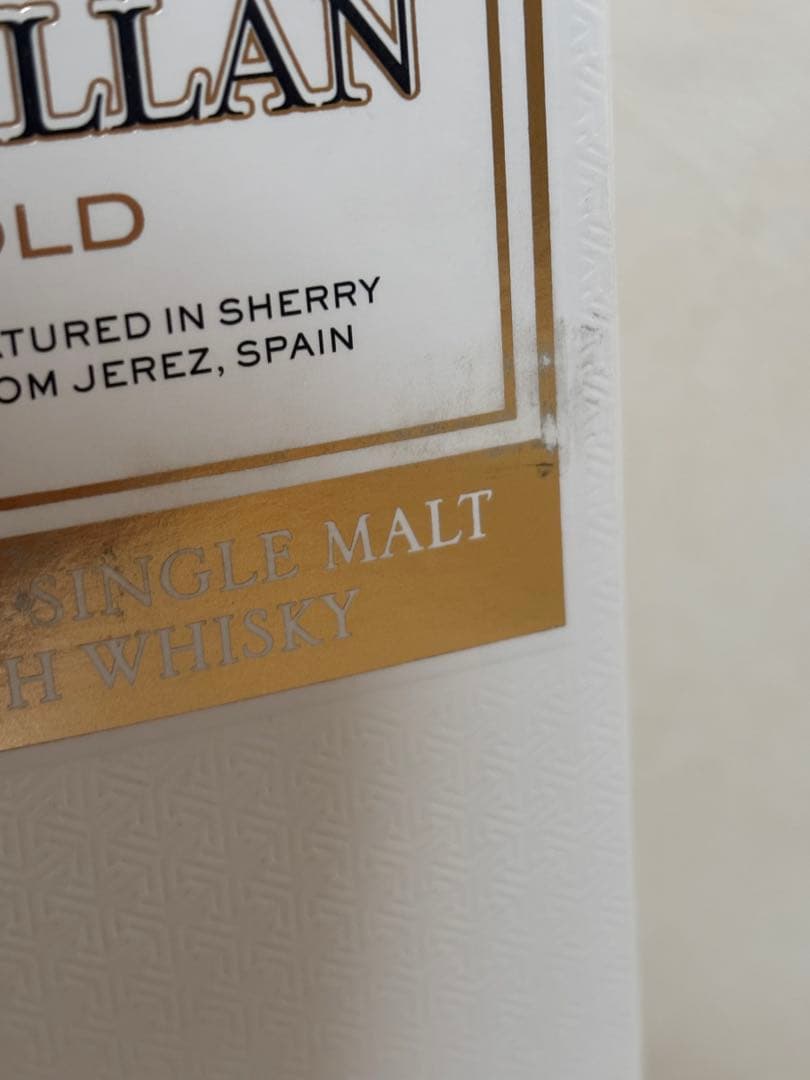 LLAN
OLD
ATURED IN SHERRY
OM JEREZ, SPAIN
SINGLE MALT
H WHISKY